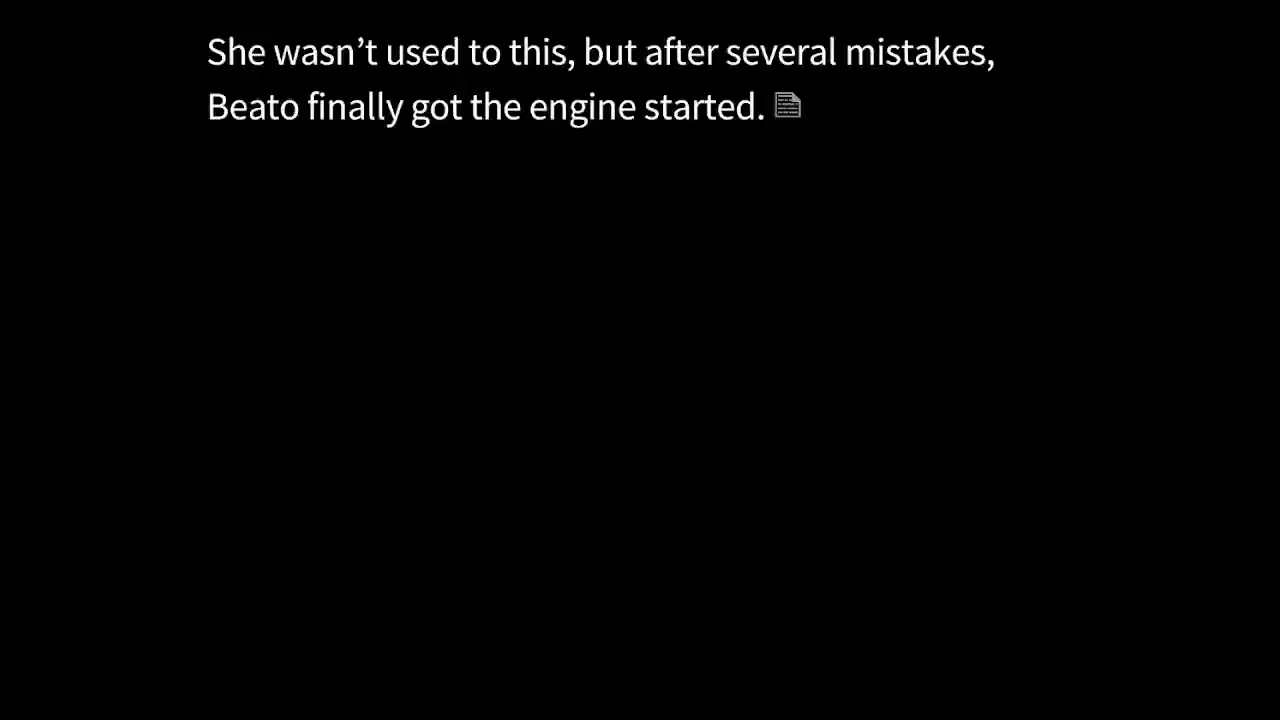 She wasn’t used to this, but after several mistakes,
Beato finally got the engine started.